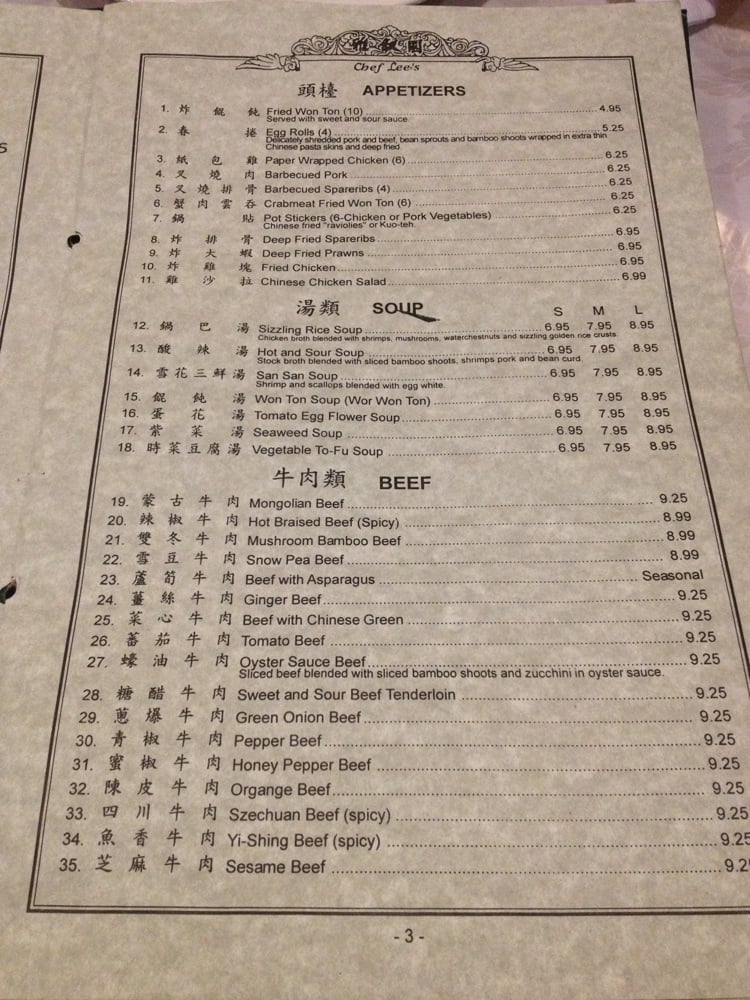 雅敍園
Chef Lee's
頭檯 APPETIZERS
1. 炸餛飩 Fried Won Ton (10) 4.95
Served with sweet and sour sauce.
2. 春捲 Egg Rolls (4) 5.25
Delicately shredded pork and beef, bean sprouts and bamboo shoots wrapped in extra thin
Chinese pasta skins and deep fried.
3. 紙包雞 Paper Wrapped Chicken (6) 6.25
4. 叉燒肉 Barbecued Pork 6.25
5. 叉燒排骨 Barbecued Spareribs (4) 6.25
6. 蟹肉雲吞 Crabmeat Fried Won Ton (6) 6.25
7. 鍋貼 Pot Stickers (6-Chicken or Pork Vegetables) 6.25
Chinese fried "raviolies" or Kuo-teh.
8. 炸排骨 Deep Fried Spareribs 6.95
9. 炸大蝦 Deep Fried Prawns 6.95
10. 炸雞塊 Fried Chicken 6.95
11. 雞沙拉 Chinese Chicken Salad 6.99
湯類 SOUP S M L
12. 鍋巴湯 Sizzling Rice Soup 6.95 7.95 8.95
Chicken broth blended with shrimps, mushrooms, waterchestnuts and sizzling golden rice crusts.
13. 酸辣湯 Hot and Sour Soup 6.95 7.95 8.95
Stock broth blended with sliced bamboo shoots, shrimps pork and bean curd.
14. 雪花三鮮湯 San San Soup 6.95 7.95 8.95
Shrimp and scallops blended with egg white.
15. 餛飩湯 Won Ton Soup (Wor Won Ton) 6.95 7.95 8.95
16. 蛋花湯 Tomato Egg Flower Soup 6.95 7.95 8.95
17. 紫菜湯 Seaweed Soup 6.95 7.95 8.95
18. 時菜豆腐湯 Vegetable To-Fu Soup 6.95 7.95 8.95
牛肉類 BEEF
19. 蒙古牛肉 Mongolian Beef 9.25
20. 辣椒牛肉 Hot Braised Beef (Spicy) 8.99
21. 雙冬牛肉 Mushroom Bamboo Beef 8.99
22. 雪豆牛肉 Snow Pea Beef 8.99
23. 蘆筍牛肉 Beef with Asparagus Seasonal
24. 薑絲牛肉 Ginger Beef 9.25
25. 菜心牛肉 Beef with Chinese Green 9.25
26. 蕃茄牛肉 Tomato Beef 9.25
27. 蠔油牛肉 Oyster Sauce Beef 9.25
Sliced beef blended with sliced bamboo shoots and zucchini in oyster sauce.
28. 糖醋牛肉 Sweet and Sour Beef Tenderloin 9.25
29. 蔥爆牛肉 Green Onion Beef 9.25
30. 青椒牛肉 Pepper Beef 9.25
31. 蜜椒牛肉 Honey Pepper Beef 9.25
32. 陳皮牛肉 Organge Beef 9.25
33. 四川牛肉 Szechuan Beef (spicy) 9.25
34. 魚香牛肉 Yi-Shing Beef (spicy) 9.25
35. 芝麻牛肉 Sesame Beef 9.2
- 3 -
S